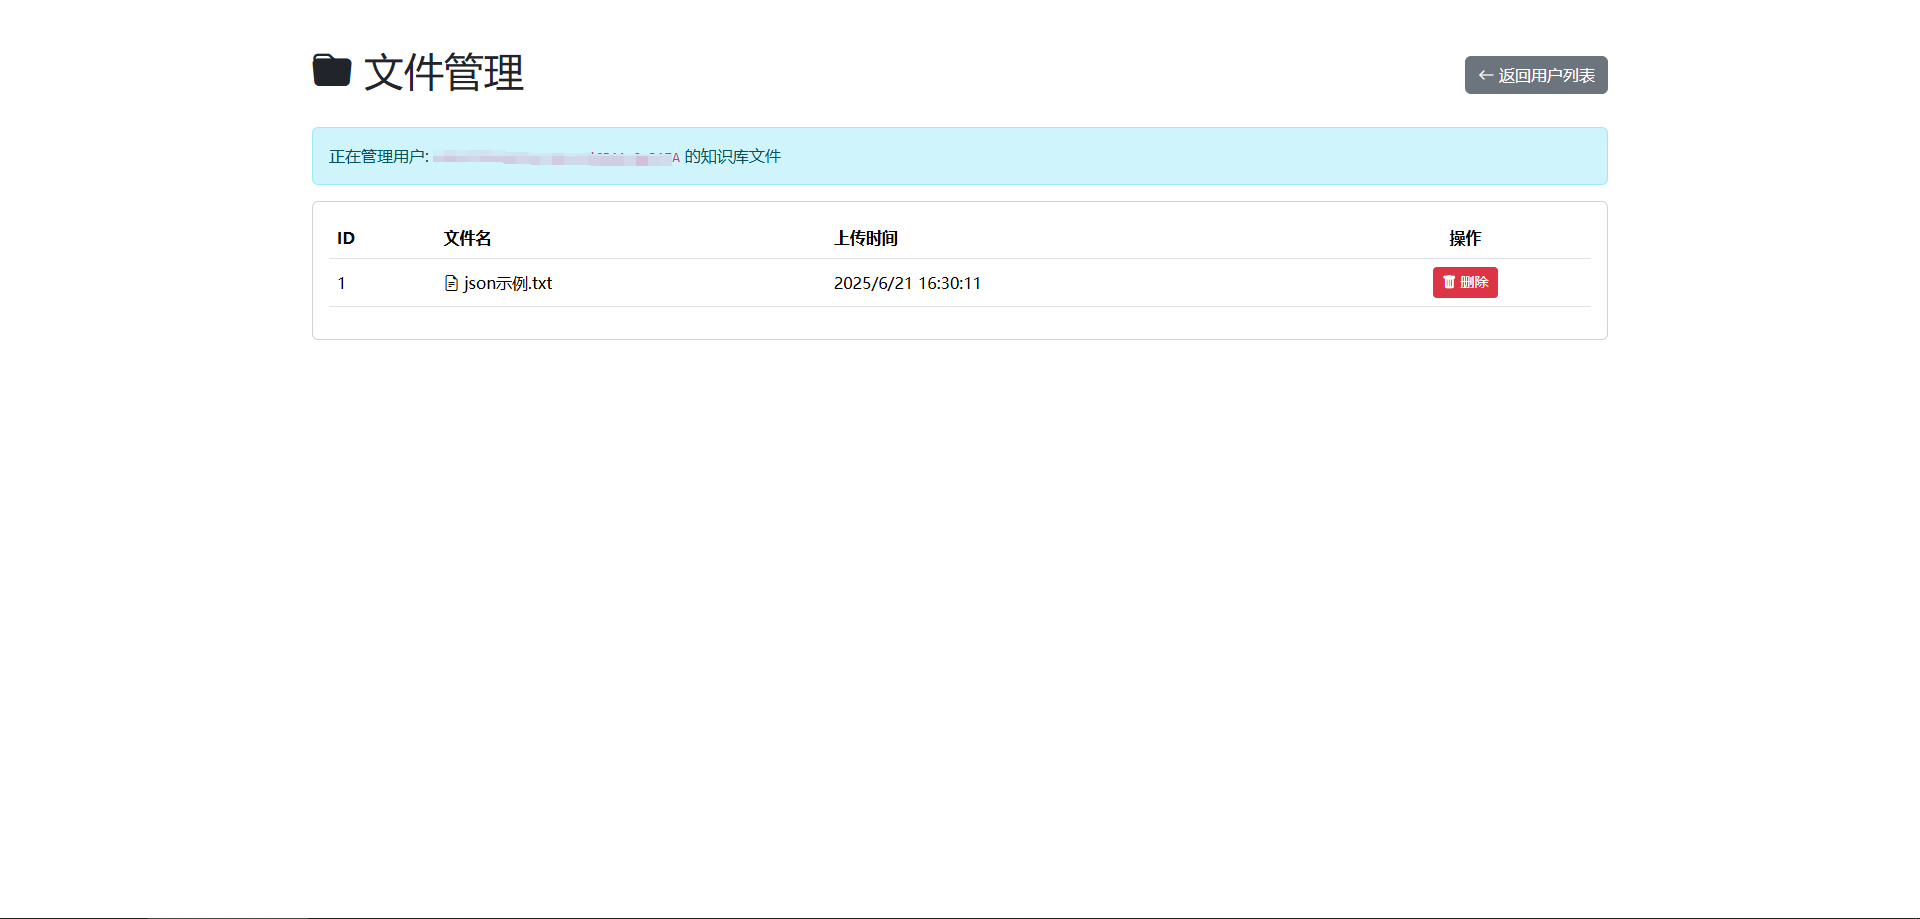 文件管理
← 返回用户列表
正在管理用户: 的知识库文件
ID 文件名 上传时间 操作
1 json示例.txt 2025/6/21 16:30:11 删除